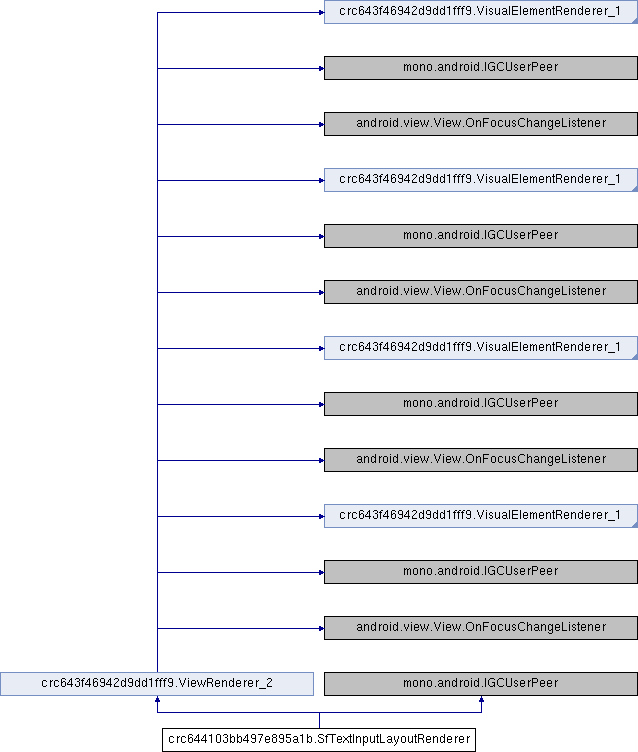 crc643f46942d9dd1fff9.VisualElementRenderer_1
mono.android.IGCUserPeer
android.view.View.OnFocusChangeListener
crc643f46942d9dd1fff9.VisualElementRenderer_1
mono.android.IGCUserPeer
android.view.View.OnFocusChangeListener
crc643f46942d9dd1fff9.VisualElementRenderer_1
mono.android.IGCUserPeer
android.view.View.OnFocusChangeListener
crc643f46942d9dd1fff9.VisualElementRenderer_1
mono.android.IGCUserPeer
android.view.View.OnFocusChangeListener
crc643f46942d9dd1fff9.ViewRenderer_2
mono.android.IGCUserPeer
crc644103bb497e895a1b.SfTextInputLayoutRenderer